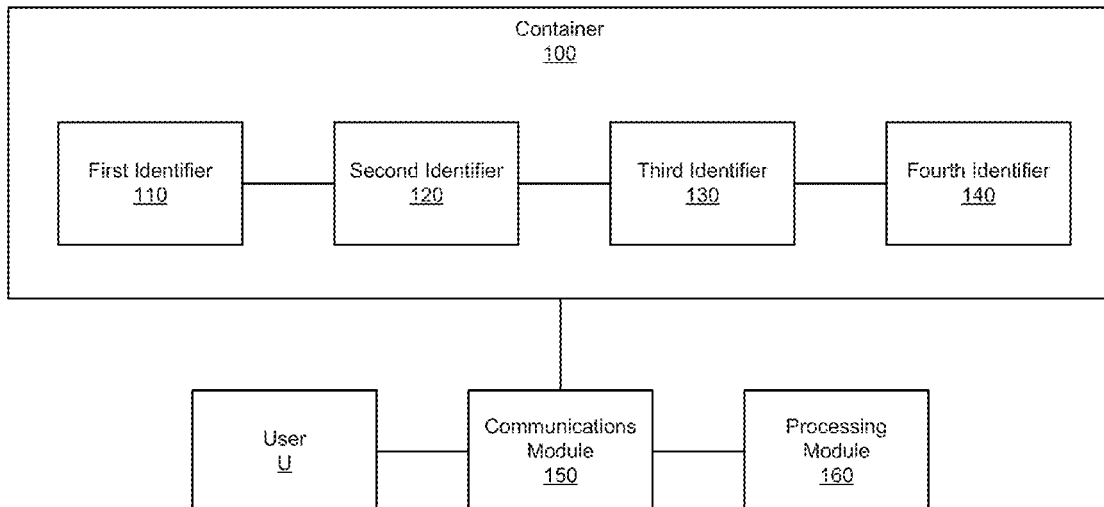 Container
100
First Identifier
110
Second Identifier
120
Third Identifier
130
Fourth identifier
140
User
U
Communications
Module
150
Processing
Module
160